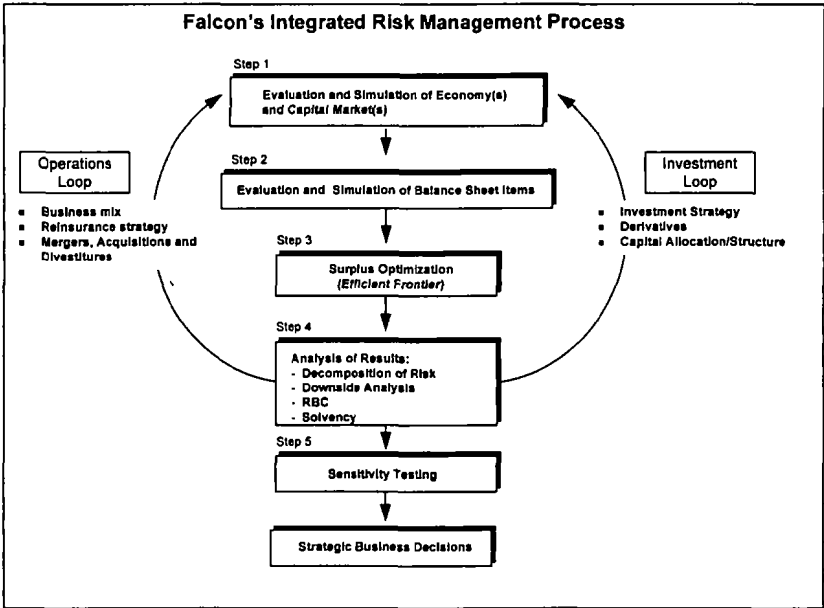 Falcon's Integrated Risk Management Process
Step 1
Evaluation and Simulation of Economy(s)
and Capital Market(s)
Step 2
Evaluation and Simulation of Balance Sheet Items
Step 3
Surplus Optimization
(Efficient Frontier)
Step 4
Analysis of Results:
- Decomposition of Risk
- Downside Analysis
- RBC
- Solvency
Step 5
Sensitivity Testing
Strategic Business Decisions
Operations
Loop
▪ Business mix
▪ Reinsurance strategy
▪ Mergers, Acquisitions and
Divestitures
Investment
Loop
▪ Investment Strategy
▪ Derivatives
▪ Capital Allocation/Structure